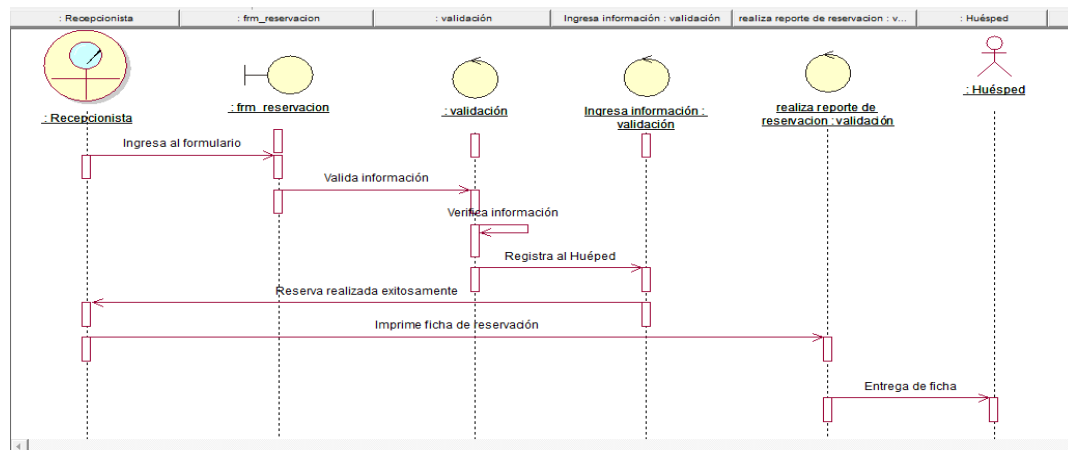 : Recepcionista
: frm_reservacion
: validación
Ingresa información : validación
realiza reporte de reservacion : v...
: Huésped
: Recepcionista
: frm_reservacion
: validación
Ingresa información :
validación
realiza reporte de
reservacion : validación
: Huésped
Ingresa al formulario
Valida información
Verifica información
Registra al Huéped
Reserva realizada exitosamente
Imprime ficha de reservación
Entrega de ficha